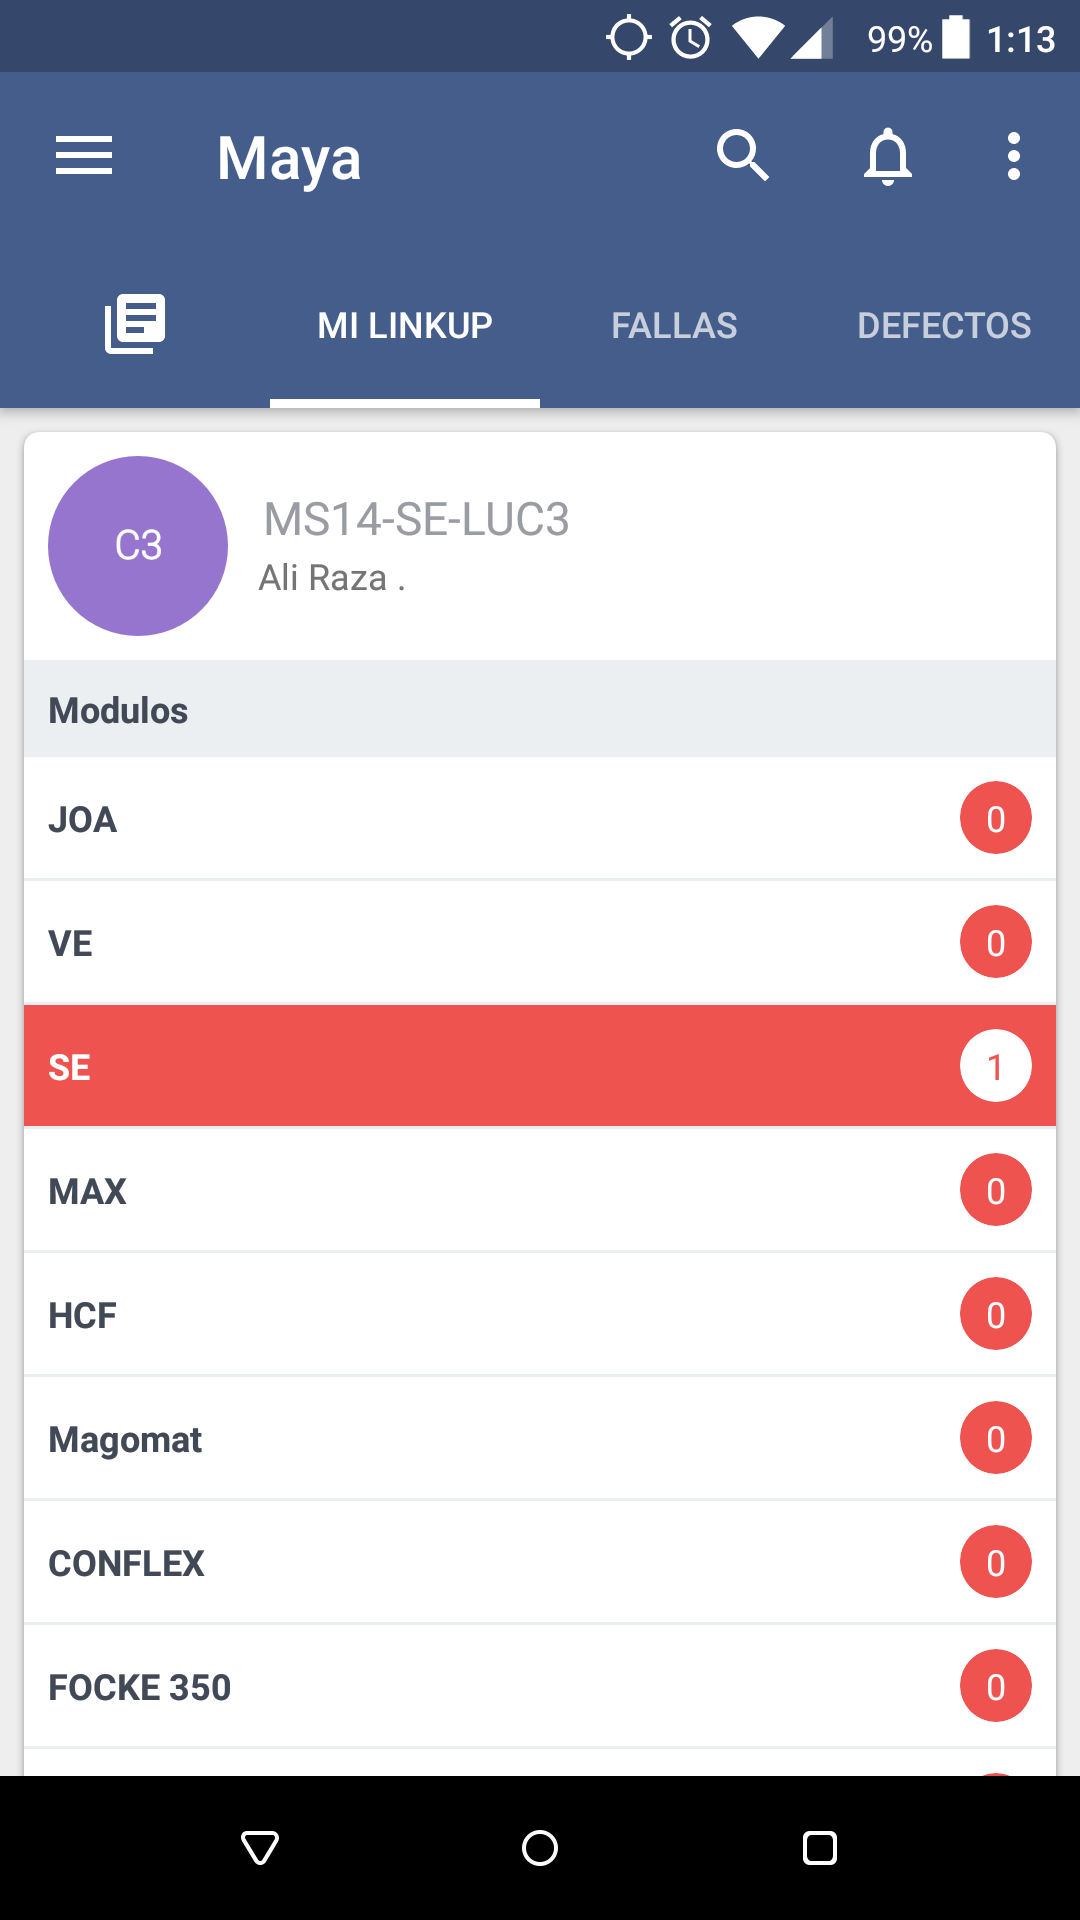 99% 1:13
Maya
MI LINKUP FALLAS DEFECTOS
C3
MS14-SE-LUC3
Ali Raza .
Modulos
JOA 0
VE 0
SE 1
MAX 0
HCF 0
Magomat 0
CONFLEX 0
FOCKE 350 0